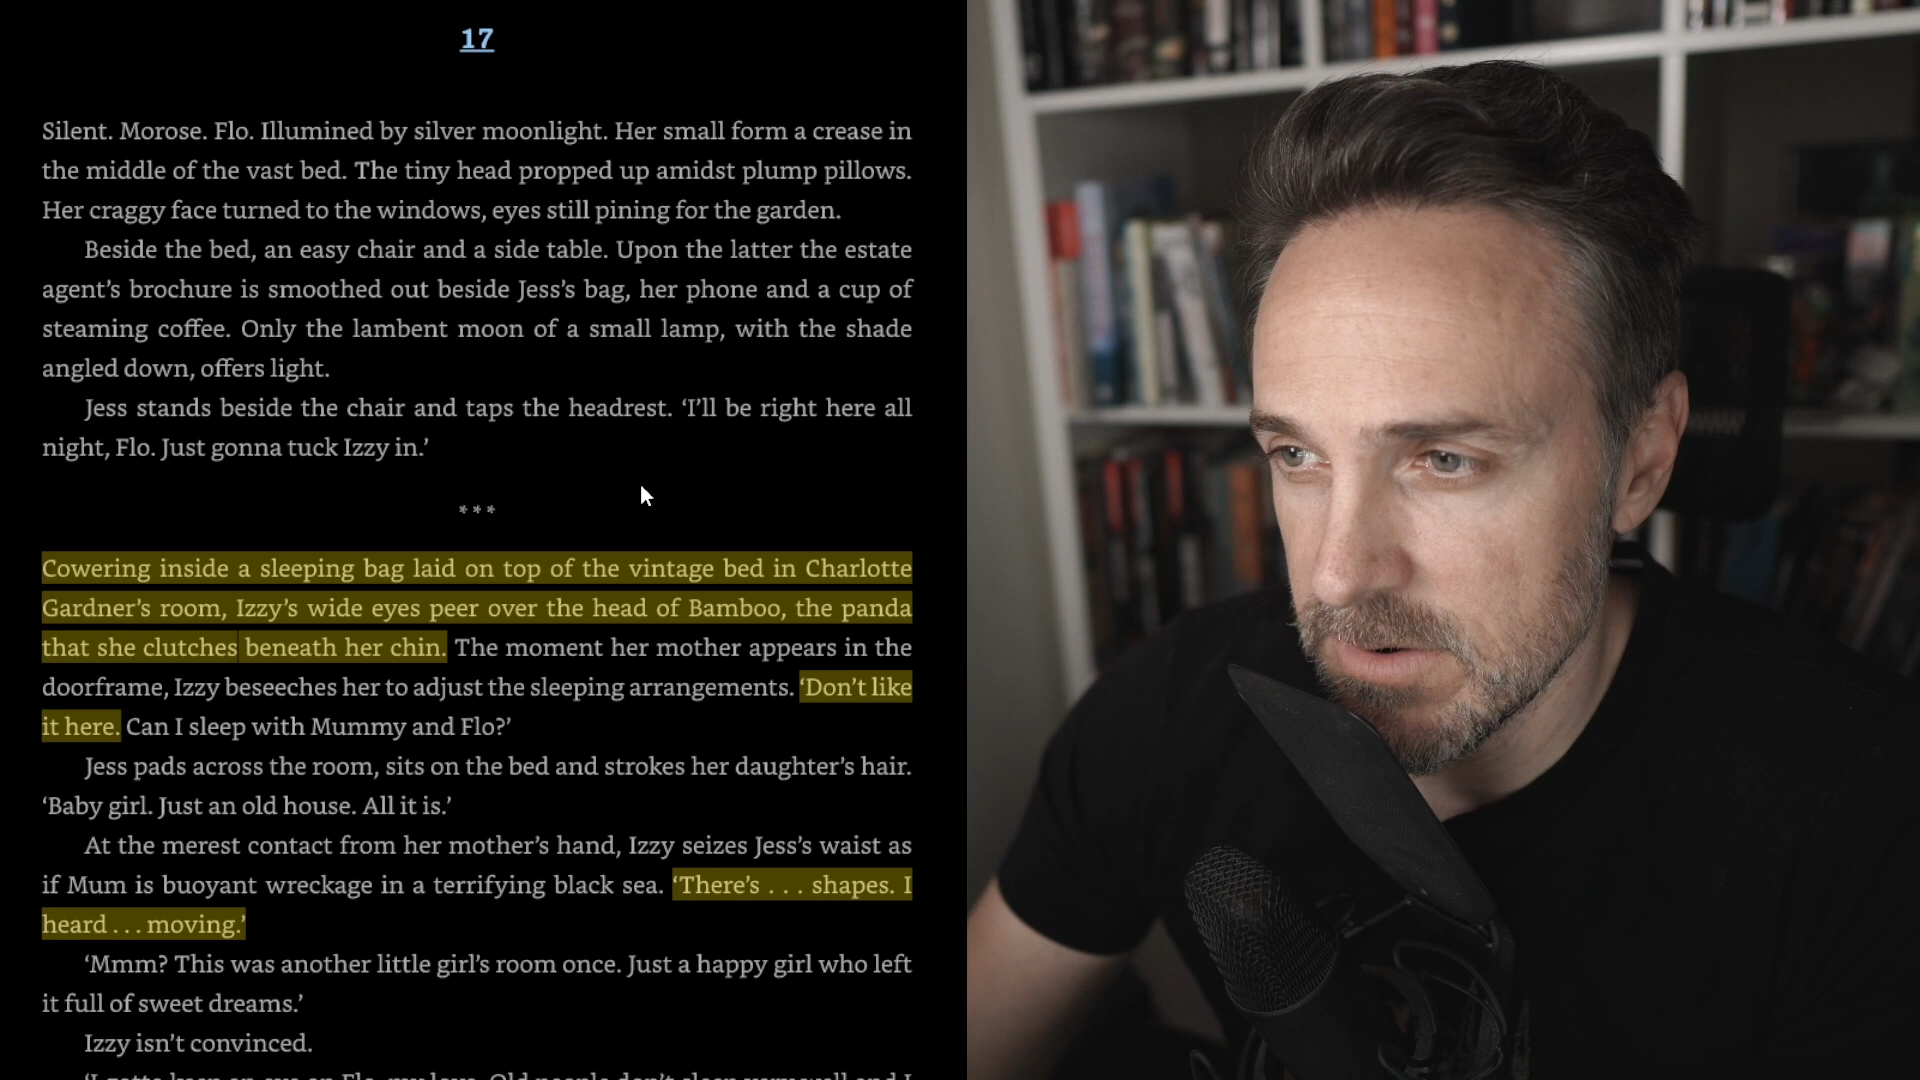 17
Silent. Morose. Flo. Illumined by silver moonlight. Her small form a crease in
the middle of the vast bed. The tiny head propped up amidst plump pillows.
Her craggy face turned to the windows, eyes still pining for the garden.
Beside the bed, an easy chair and a side table. Upon the latter the estate
agent’s brochure is smoothed out beside Jess’s bag, her phone and a cup of
steaming coffee. Only the lambent moon of a small lamp, with the shade
angled down, offers light.
Jess stands beside the chair and taps the headrest. ‘I’ll be right here all
night, Flo. Just gonna tuck Izzy in.’
***
Cowering inside a sleeping bag laid on top of the vintage bed in Charlotte
Gardner’s room, Izzy’s wide eyes peer over the head of Bamboo, the panda
that she clutches beneath her chin. The moment her mother appears in the
doorframe, Izzy beseeches her to adjust the sleeping arrangements. ‘Don’t like
it here. Can I sleep with Mummy and Flo?’
Jess pads across the room, sits on the bed and strokes her daughter’s hair.
‘Baby girl. Just an old house. All it is.’
At the merest contact from her mother’s hand, Izzy seizes Jess’s waist as
if Mum is buoyant wreckage in a terrifying black sea. ‘There’s . . . shapes. I
heard . . . moving.’
‘Mmm? This was another little girl’s room once. Just a happy girl who left
it full of sweet dreams.’
Izzy isn’t convinced.